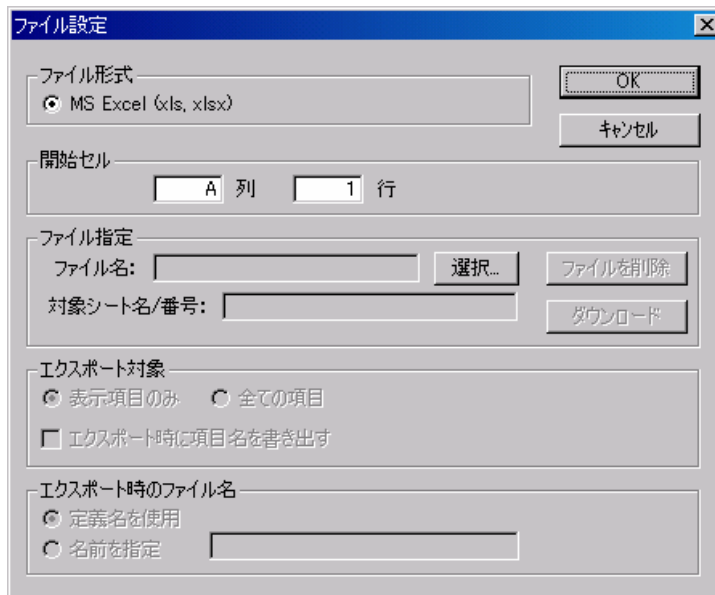 ファイル設定
ファイル形式
MS Excel (xls, xlsx)
OK
キャンセル
開始セル
A 列 1 行
ファイル指定
ファイル名: 選択... ファイルを削除
対象シート名/番号:
ダウンロード
エクスポート対象
表示項目のみ 全ての項目
エクスポート時に項目名を書き出す
エクスポート時のファイル名
定義名を使用
名前を指定